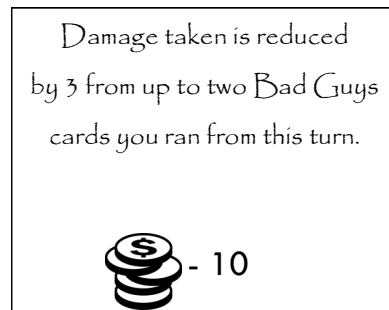 Damage taken is reduced
by 3 from up to two Bad Guys
cards you ran from this turn.
$ - 10